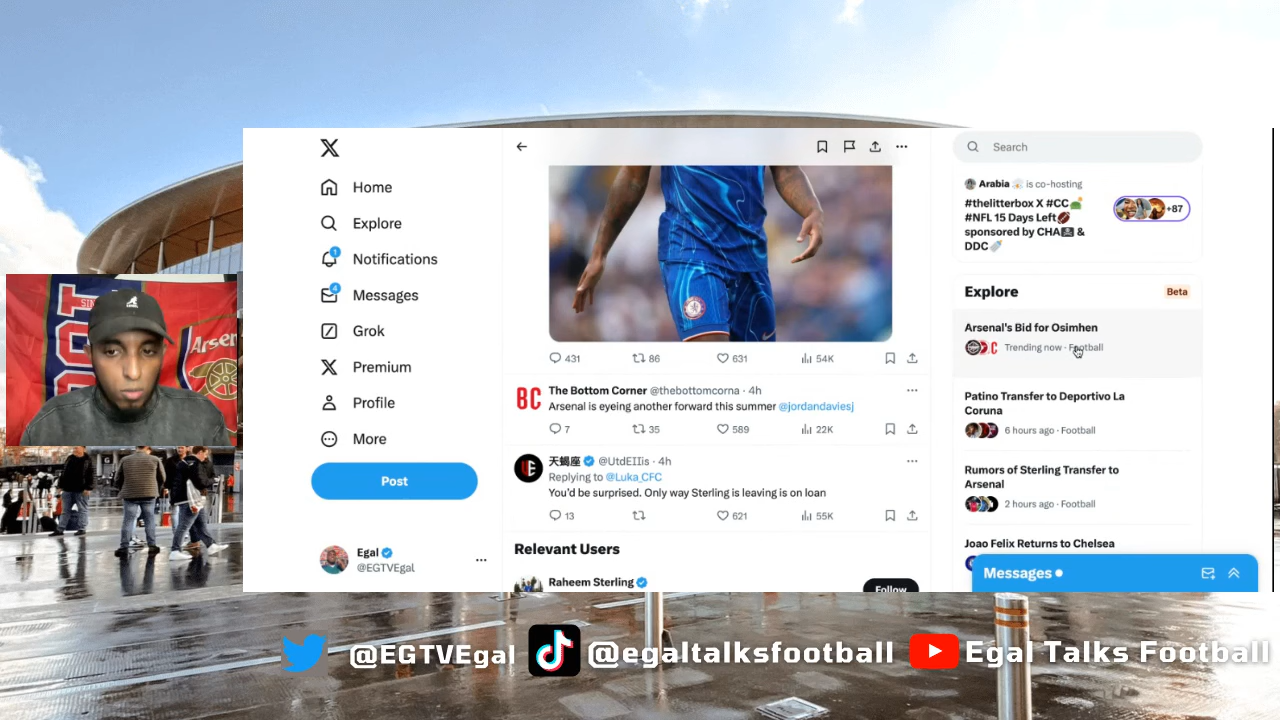 Home
Explore
Notifications
1
Messages
4
Grok
Premium
Profile
More
Post
Egal
@EGTVEgal
431
86
631
54K
BC
The Bottom Corner @thebottomcorna · 4h
Arsenal is eyeing another forward this summer @jordandaviesj
7
35
589
22K
天蝎座 @UtdEIIis · 4h
Replying to @Luka_CFC
You'd be surprised. Only way Sterling is leaving is on loan
13
621
55K
Relevant Users
Raheem Sterling
Follow
Search
Arabia is co-hosting
#thelitterbox X #CC
#NFL 15 Days Left
sponsored by CHA &
DDC
+87
Explore
Beta
Arsenal's Bid for Osimhen
Trending now · Football
Patino Transfer to Deportivo La
Coruna
6 hours ago · Football
Rumors of Sterling Transfer to
Arsenal
2 hours ago · Football
Joao Felix Returns to Chelsea
Messages
Arsenal
@EGTVEgal
@egaltalksfootball
Egal Talks Football